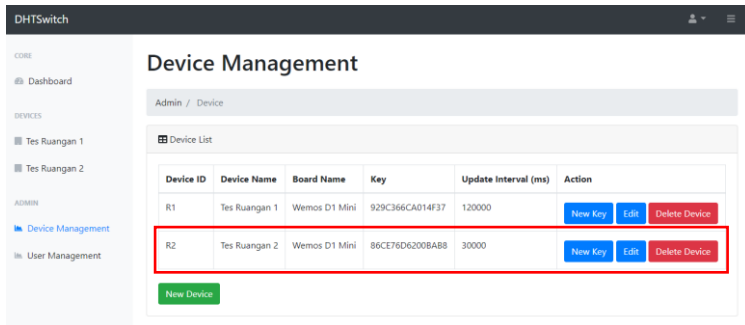 DHTSwitch
CORE
Dashboard
DEVICES
Tes Ruangan 1
Tes Ruangan 2
ADMIN
Device Management
User Management
Device Management
Admin / Device
Device List
Device ID Device Name Board Name Key Update Interval (ms) Action
R1 Tes Ruangan 1 Wemos D1 Mini 929C366CA014F37 120000 New Key Edit Delete Device
R2 Tes Ruangan 2 Wemos D1 Mini 86CE76D6200BAB8 30000 New Key Edit Delete Device
New Device